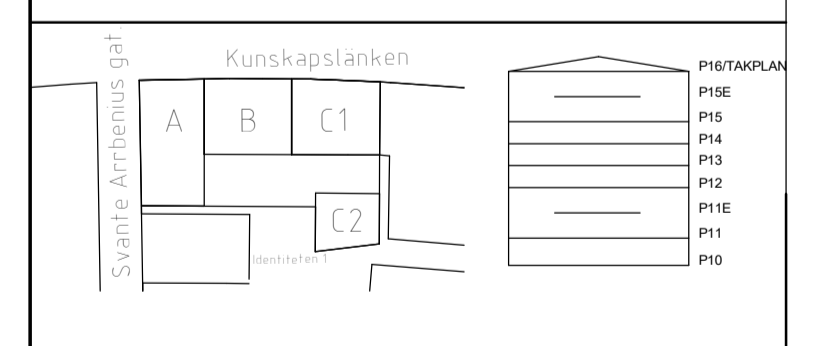 Kunskapslänken
Svante Arrbenius gat.
A
B
C1
C2
Identiteten 1
P16/TAKPLAN
P15E
P15
P14
P13
P12
P11E
P11
P10